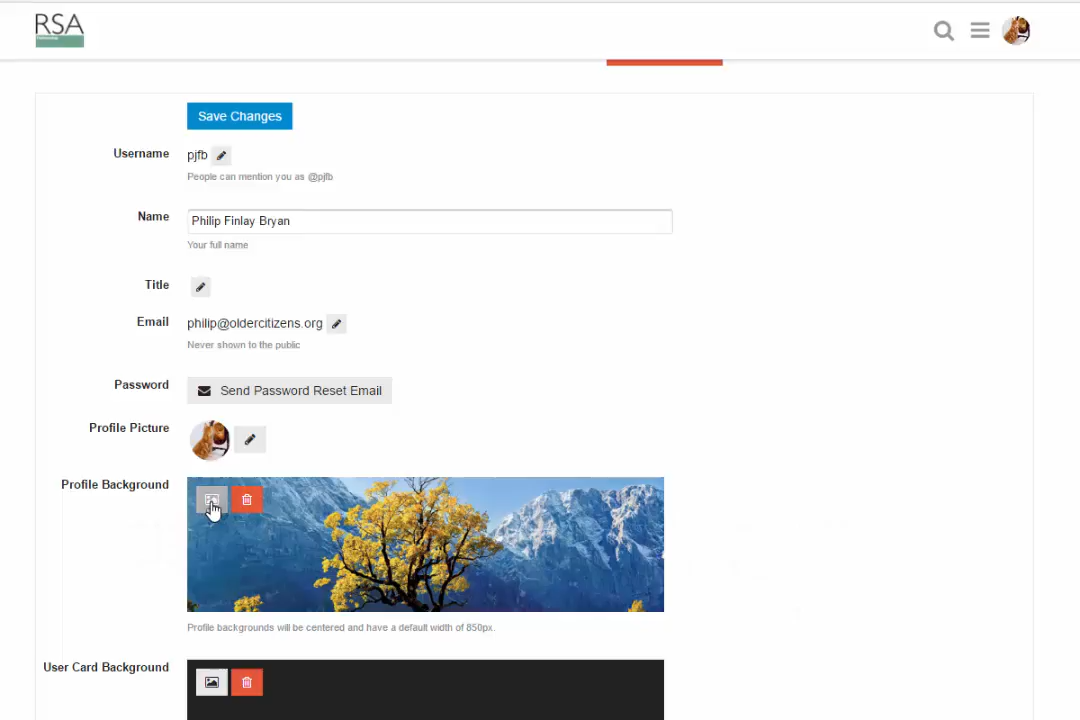 RSA
Save Changes
Username
pjfb
People can mention you as @pjfb
Name
Philip Finlay Bryan
Your full name
Title
Email
philip@oldercitizens.org
Never shown to the public
Password
Send Password Reset Email
Profile Picture
Profile Background
Profile backgrounds will be centered and have a default width of 850px.
User Card Background